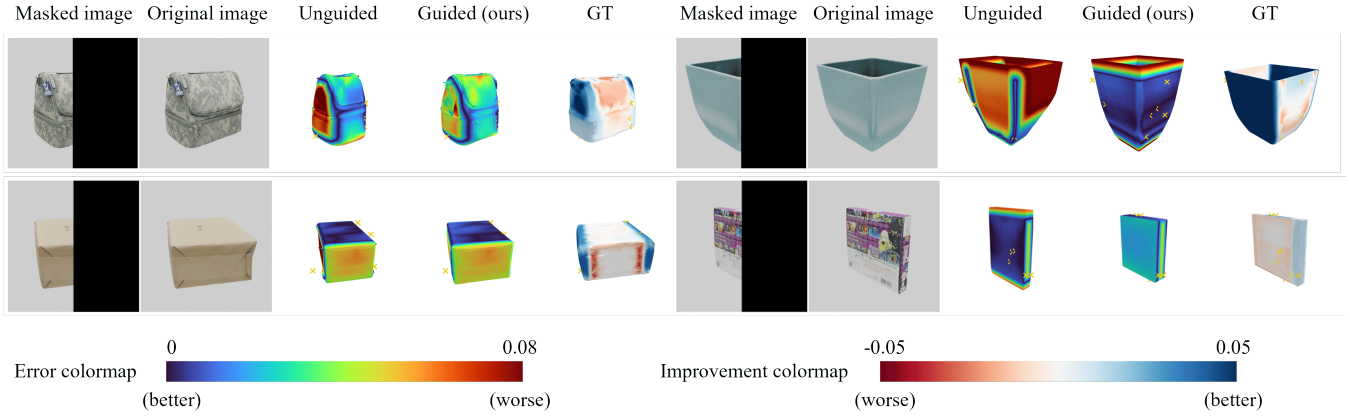 Masked image Original image Unguided Guided (ours) GT Masked image Original image Unguided Guided (ours) GT
0 0.08 -0.05 0.05
Error colormap Improvement colormap
(better) (worse) (worse) (better)